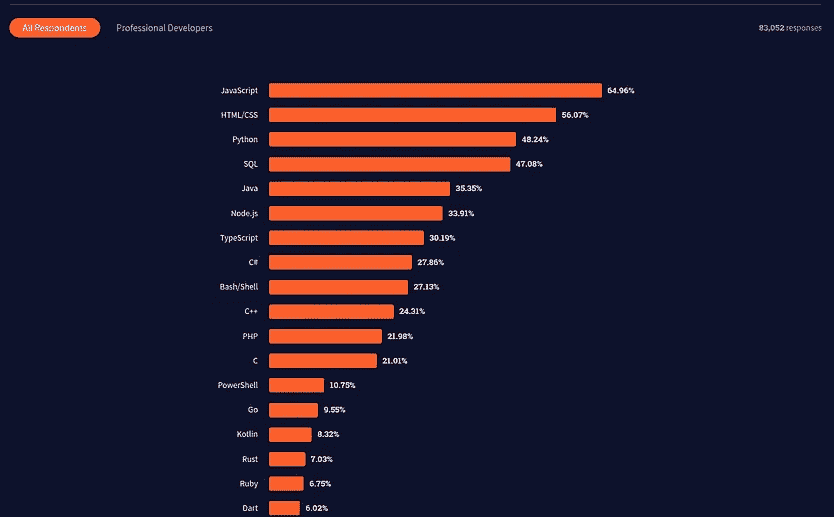 All Respondents Professional Developers 83,052 responses
JavaScript 64.96%
HTML/CSS 56.07%
Python 48.24%
SQL 47.08%
Java 35.35%
Node.js 33.91%
TypeScript 30.19%
C# 27.86%
Bash/Shell 27.13%
C++ 24.31%
PHP 21.98%
C 21.01%
PowerShell 10.75%
Go 9.55%
Kotlin 8.32%
Rust 7.03%
Ruby 6.75%
Dart 6.02%